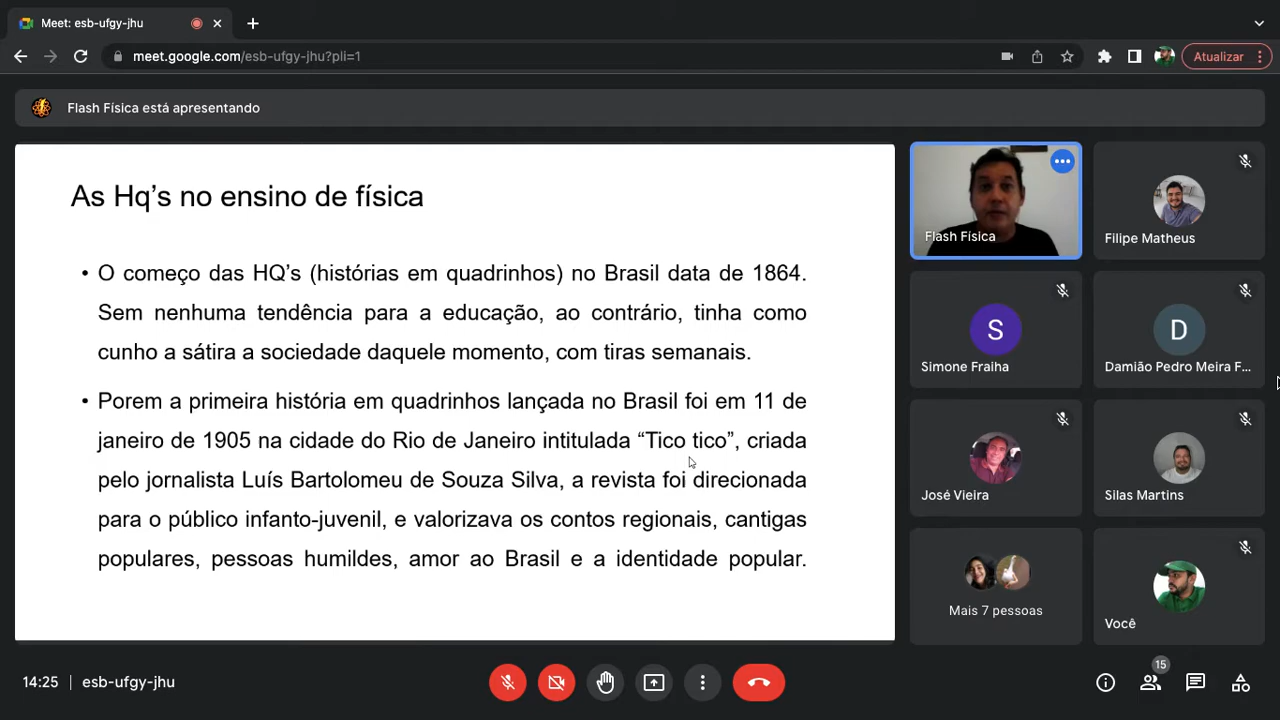 Meet: esb-ufgy-jhu
meet.google.com/esb-ufgy-jhu?pli=1
Atualizar
Flash Física está apresentando
As Hq’s no ensino de física
• O começo das HQ’s (histórias em quadrinhos) no Brasil data de 1864.
Sem nenhuma tendência para a educação, ao contrário, tinha como
cunho a sátira a sociedade daquele momento, com tiras semanais.
• Porem a primeira história em quadrinhos lançada no Brasil foi em 11 de
janeiro de 1905 na cidade do Rio de Janeiro intitulada “Tico tico”, criada
pelo jornalista Luís Bartolomeu de Souza Silva, a revista foi direcionada
para o público infanto-juvenil, e valorizava os contos regionais, cantigas
populares, pessoas humildes, amor ao Brasil e a identidade popular.
Flash Física
Filipe Matheus
S
Simone Fraiha
D
Damião Pedro Meira F...
José Vieira
Silas Martins
Mais 7 pessoas
Você
14:25 | esb-ufgy-jhu
15